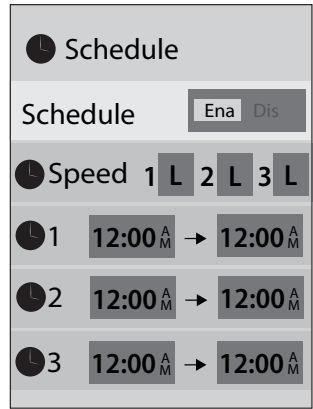 Schedule
Schedule Ena Dis
Speed 1 L 2 L 3 L
1 12:00 AM → 12:00 AM
2 12:00 AM → 12:00 AM
3 12:00 AM → 12:00 AM